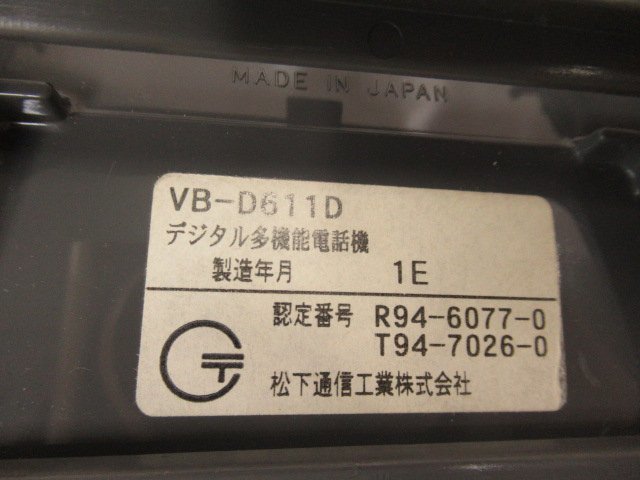 MADE IN JAPAN
VB-D611D
デジタル多機能電話機
製造年月 1E
認定番号 R94-6077-0
T94-7026-0
松下通信工業株式会社